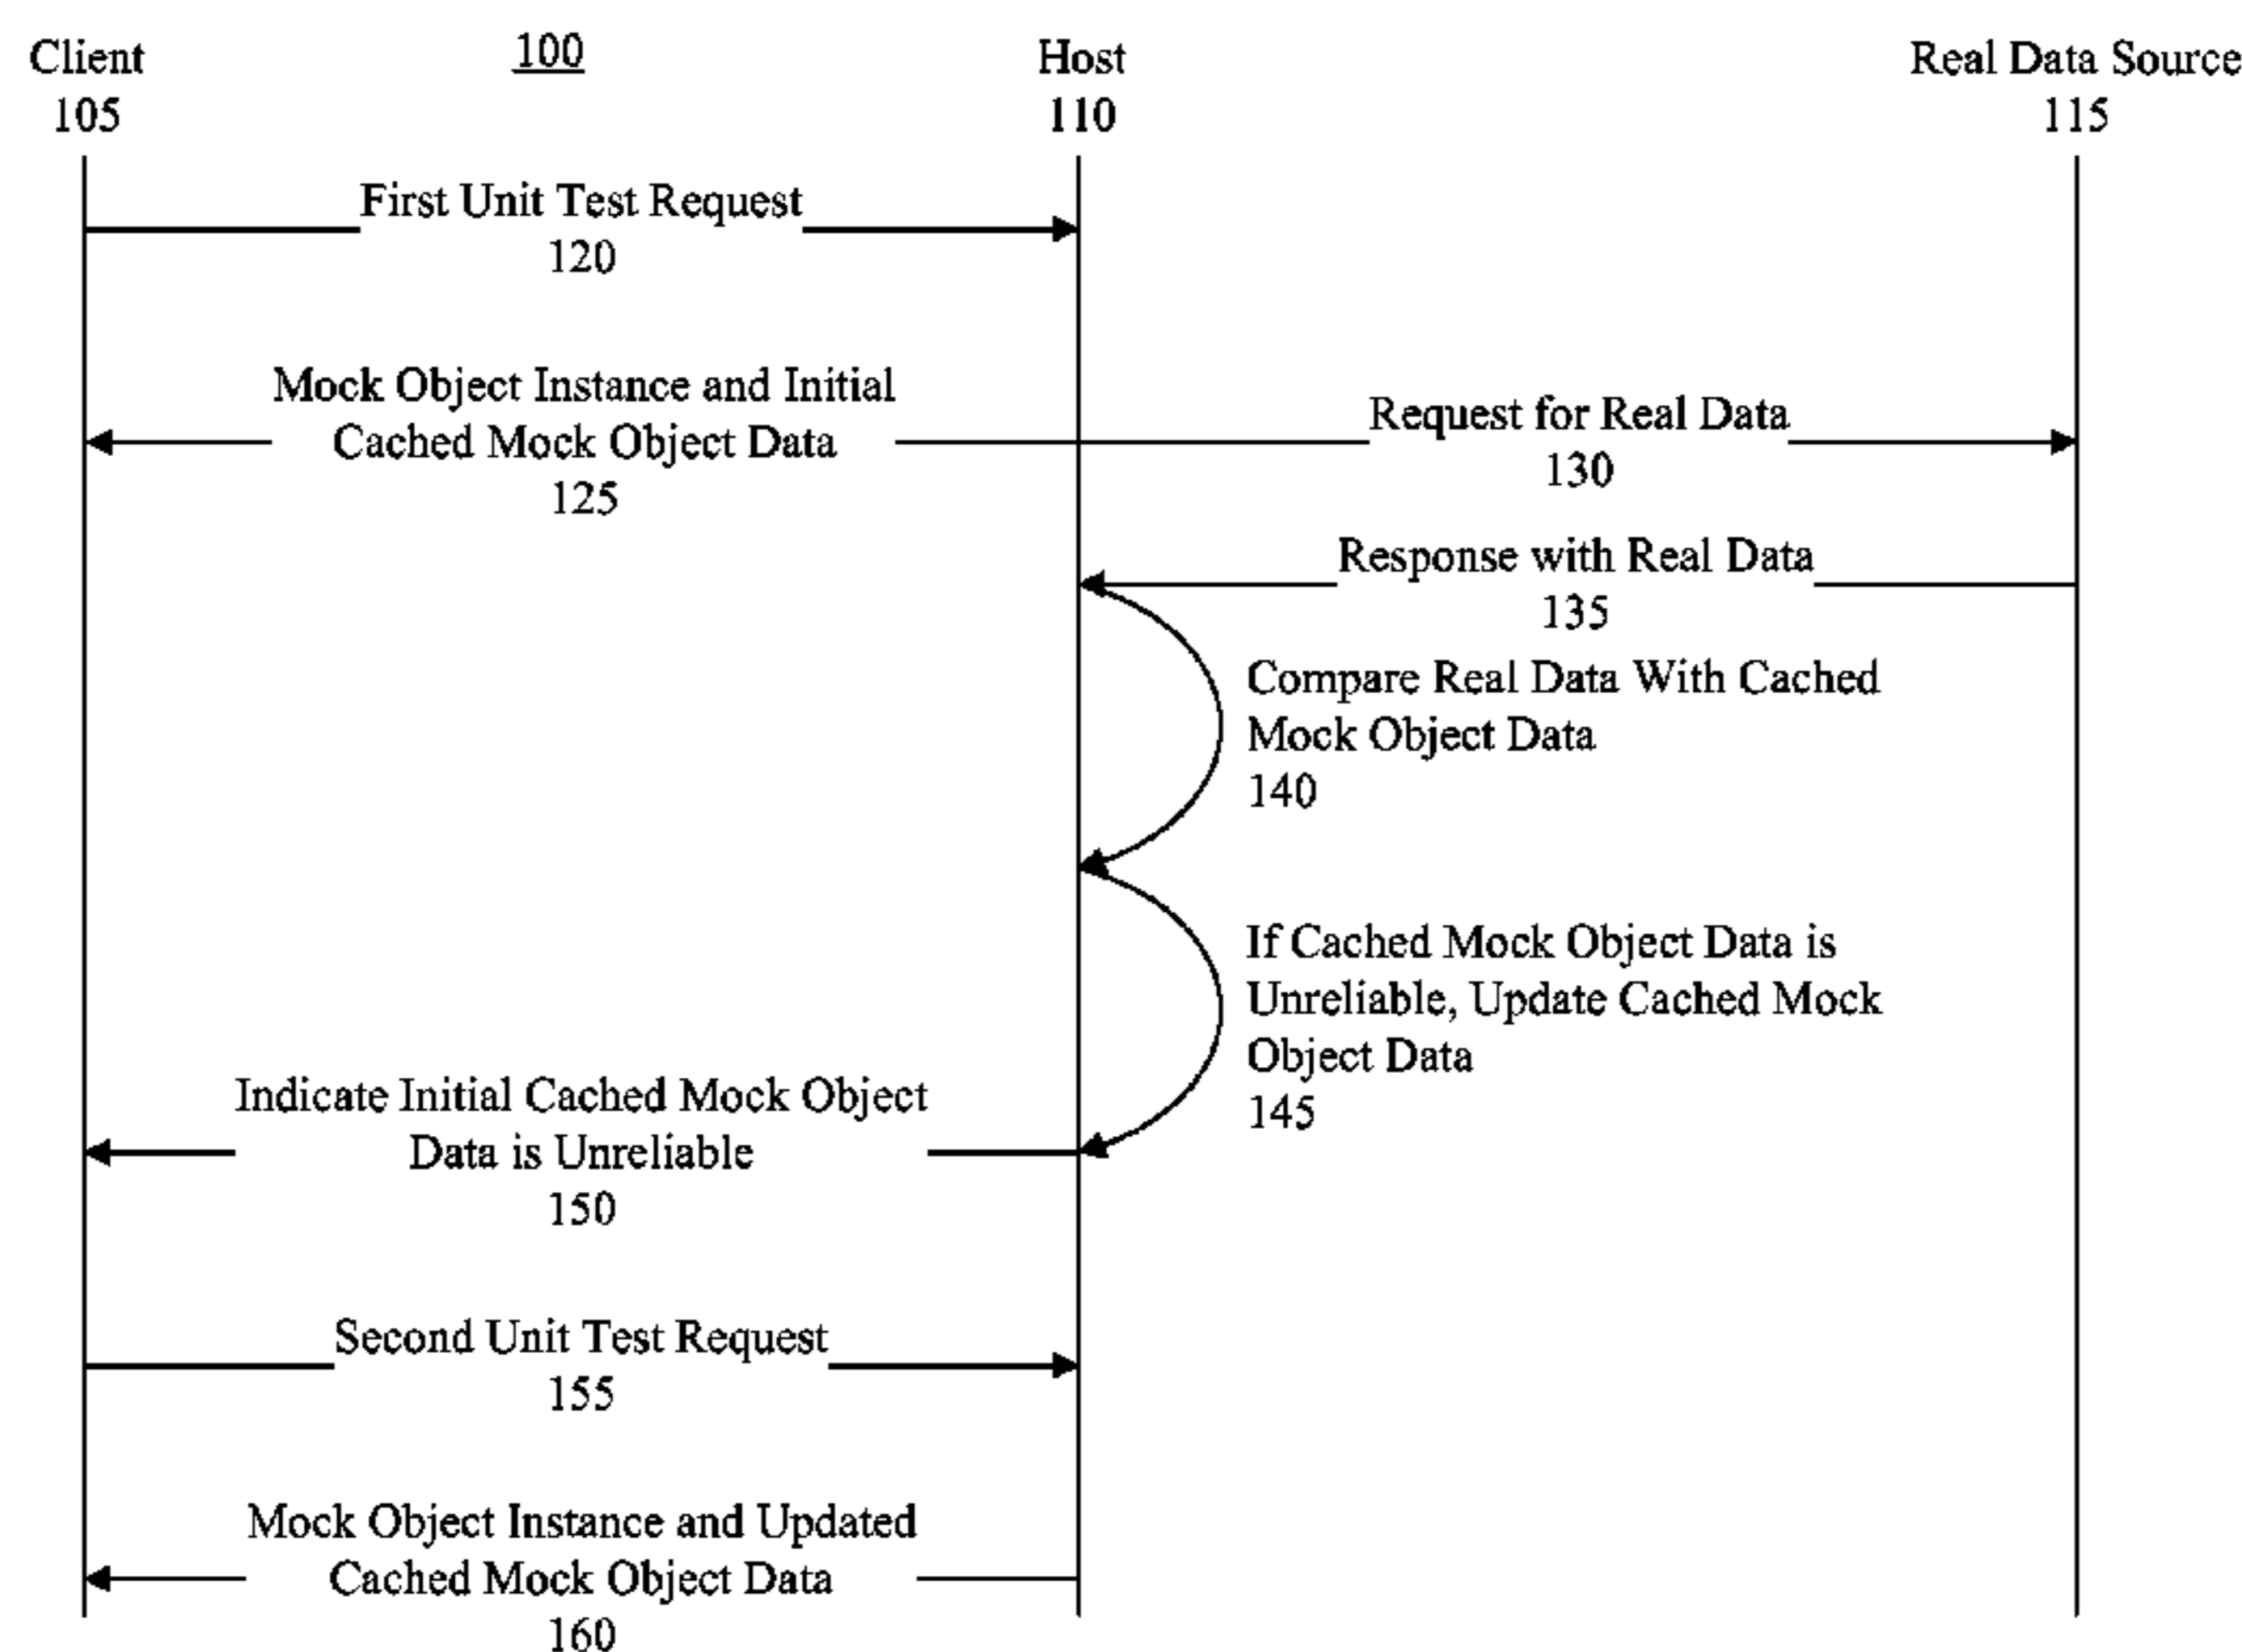 Client
105
100
Host
110
Real Data Source
115
First Unit Test Request
120
Mock Object Instance and Initial
Cached Mock Object Data
125
Request for Real Data
130
Response with Real Data
135
Compare Real Data With Cached
Mock Object Data
140
If Cached Mock Object Data is
Unreliable, Update Cached Mock
Object Data
145
Indicate Initial Cached Mock Object
Data is Unreliable
150
Second Unit Test Request
155
Mock Object Instance and Updated
Cached Mock Object Data
160